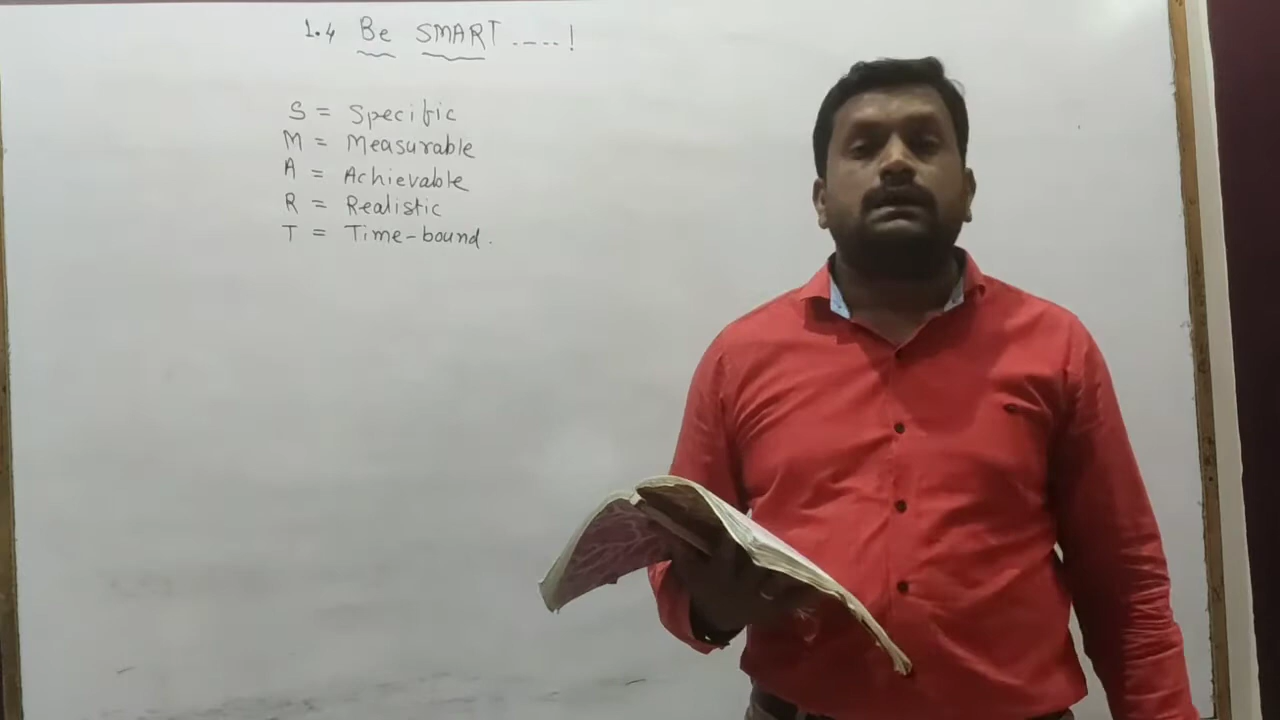 1.4 Be SMART.....!
S = Specific
M = Measurable
A = Achievable
R = Realistic
T = Time-bound.